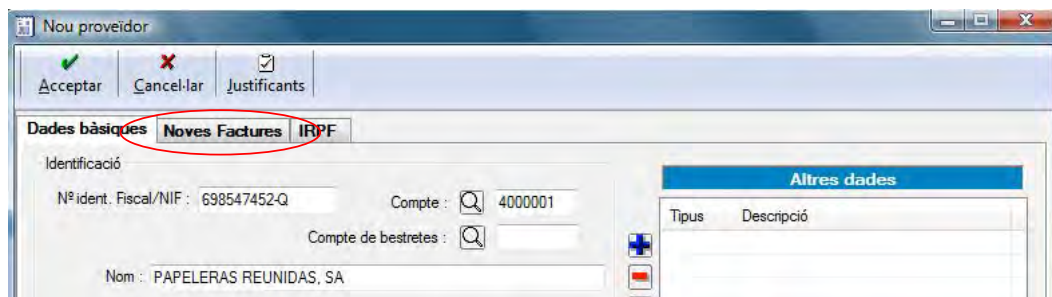 Nou proveïdor
Acceptar Cancel·lar Justificants
Dades bàsiques Noves Factures IRPF
Identificació
Altres dades
Nº ident. Fiscal/NIF : 698547452-Q Compte : 4000001
Tipus Descripció
Compte de bestretes :
Nom : PAPELERAS REUNIDAS, SA